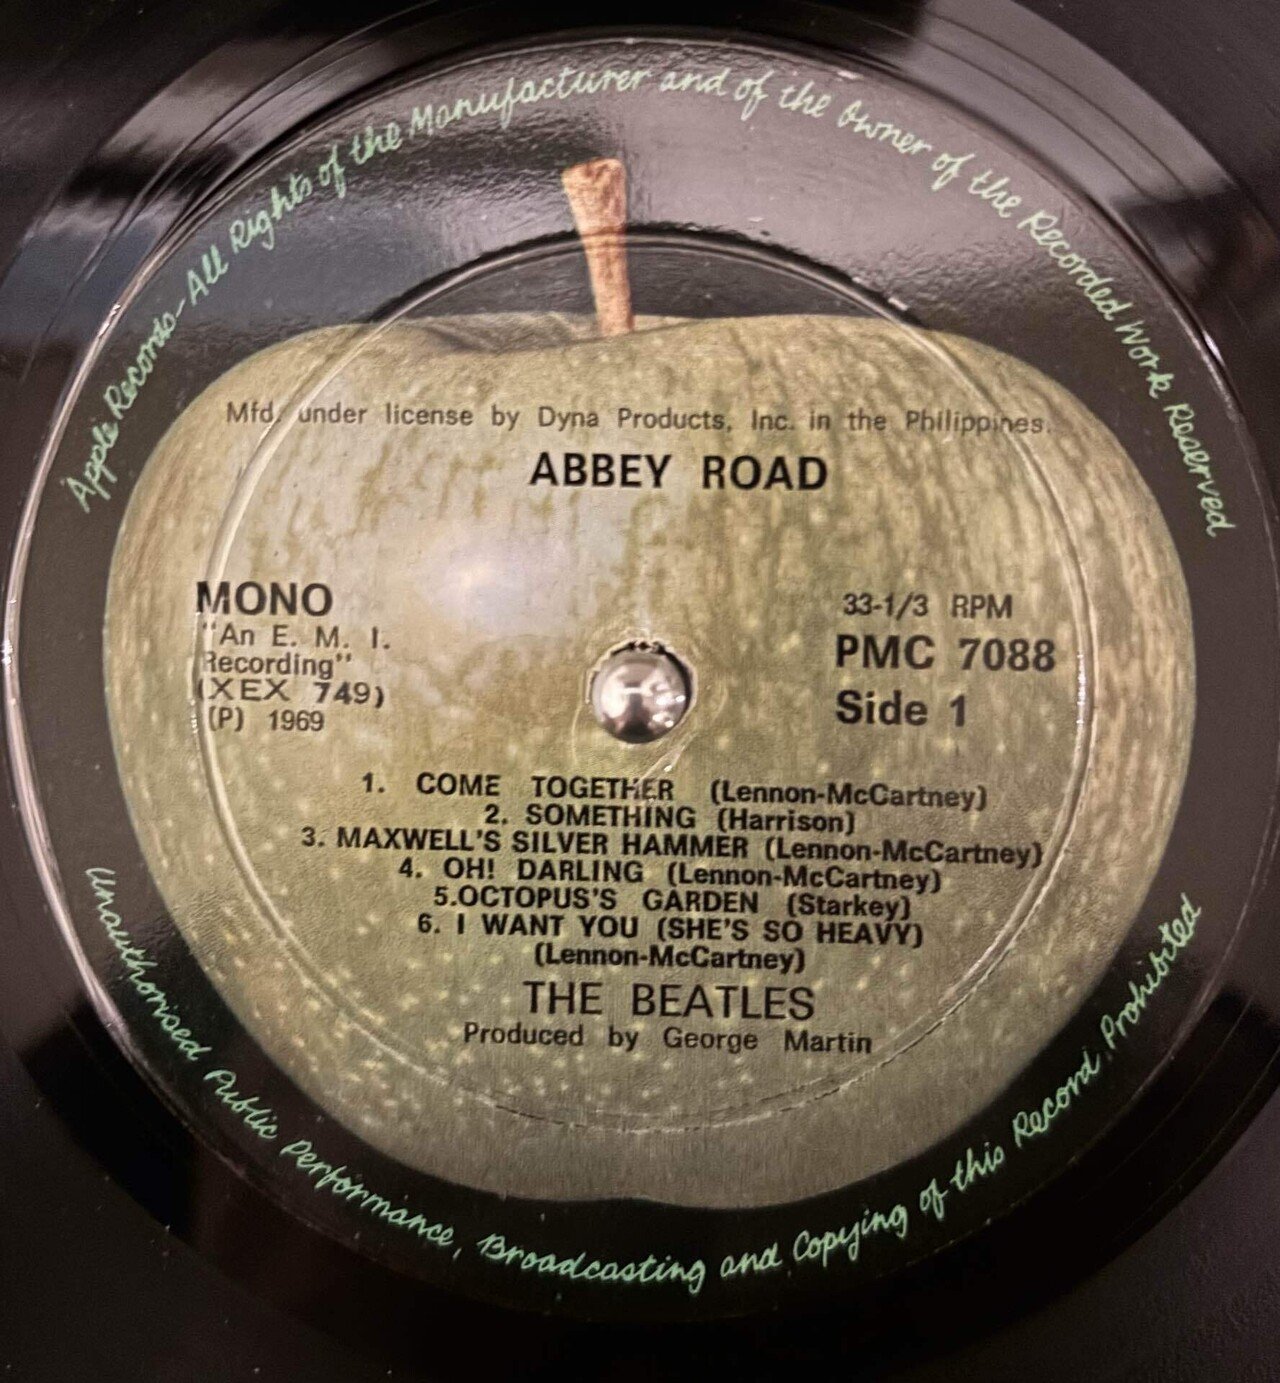 Apple Records-All Rights of the Manufacturer and of the Owner of the Recorded Work Reserved
Mfd. under license by Dyna Products, Inc. in the Philippines.
ABBEY ROAD
MONO
"An E. M. I.
Recording"
(XEX 749)
(P) 1969
33-1/3 RPM
PMC 7088
Side 1
1. COME TOGETHER (Lennon-McCartney)
2. SOMETHING (Harrison)
3. MAXWELL'S SILVER HAMMER (Lennon-McCartney)
4. OH! DARLING (Lennon-McCartney)
5.OCTOPUS'S GARDEN (Starkey)
6. I WANT YOU (SHE'S SO HEAVY)
(Lennon-McCartney)
THE BEATLES
Produced by George Martin
Unauthorised Public Performance, Broadcasting and Copying of this Record Prohibited